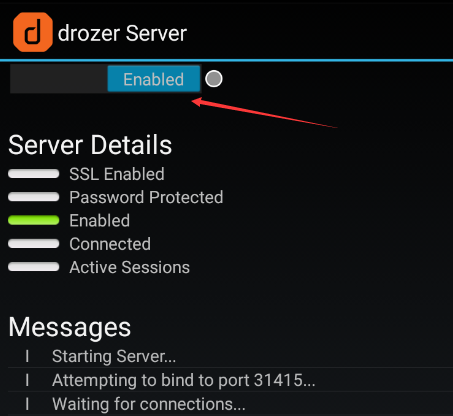 d drozer Server
Enabled
Server Details
SSL Enabled
Password Protected
Enabled
Connected
Active Sessions
Messages
I Starting Server...
I Attempting to bind to port 31415...
I Waiting for connections...